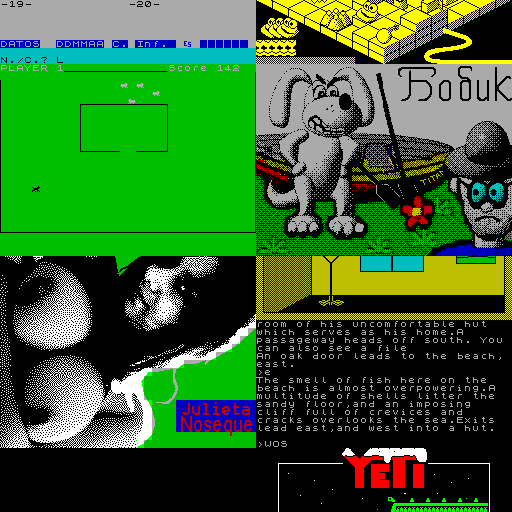 -19- -20-
DATOS DDMMAA C. Inf. Es
N./C.? L
PLAYER 1 Score 142
Бобик
Julieta
Noseque
room of his uncomfortable hut
which serves as his home.A
passageway heads off south. You
can also see a file
An oak door leads to the beach,
east.
>e
The smell of fish here on the
beach is almost overpowering.A
multitude of shells litter the
sandy floor,and an imposing
cliff full of crevices and
cracks overlooks the sea.Exits
lead east,and west into a hut.
>WOS
YETI